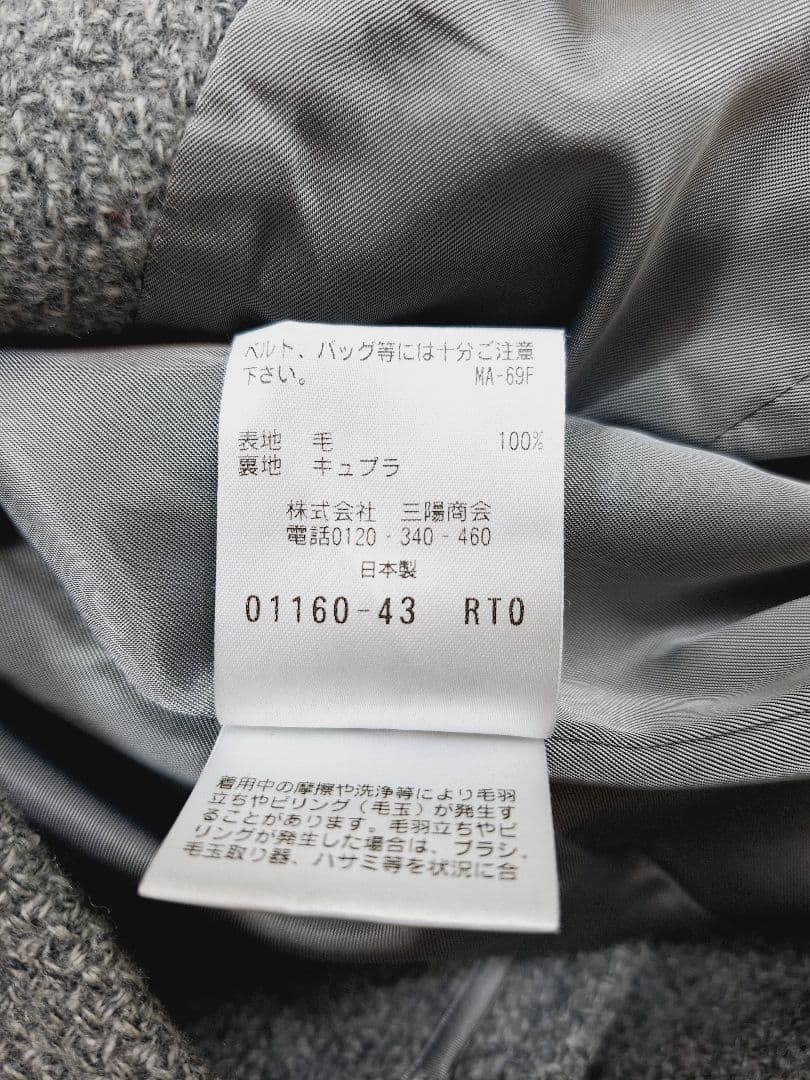 ベルト、バッグ等には十分ご注意
下さい。 MA-69F
表地 毛 100%
裏地 キュプラ
株式会社 三陽商会
電話0120-340-460
日本製
01160-43 RT0
着用中の摩擦や洗浄等により毛羽
立ちやピリング（毛玉）が発生す
ることがあります。毛羽立ちやピ
リングが発生した場合は、ブラシ、
毛玉取り器、ハサミ等を状況に合